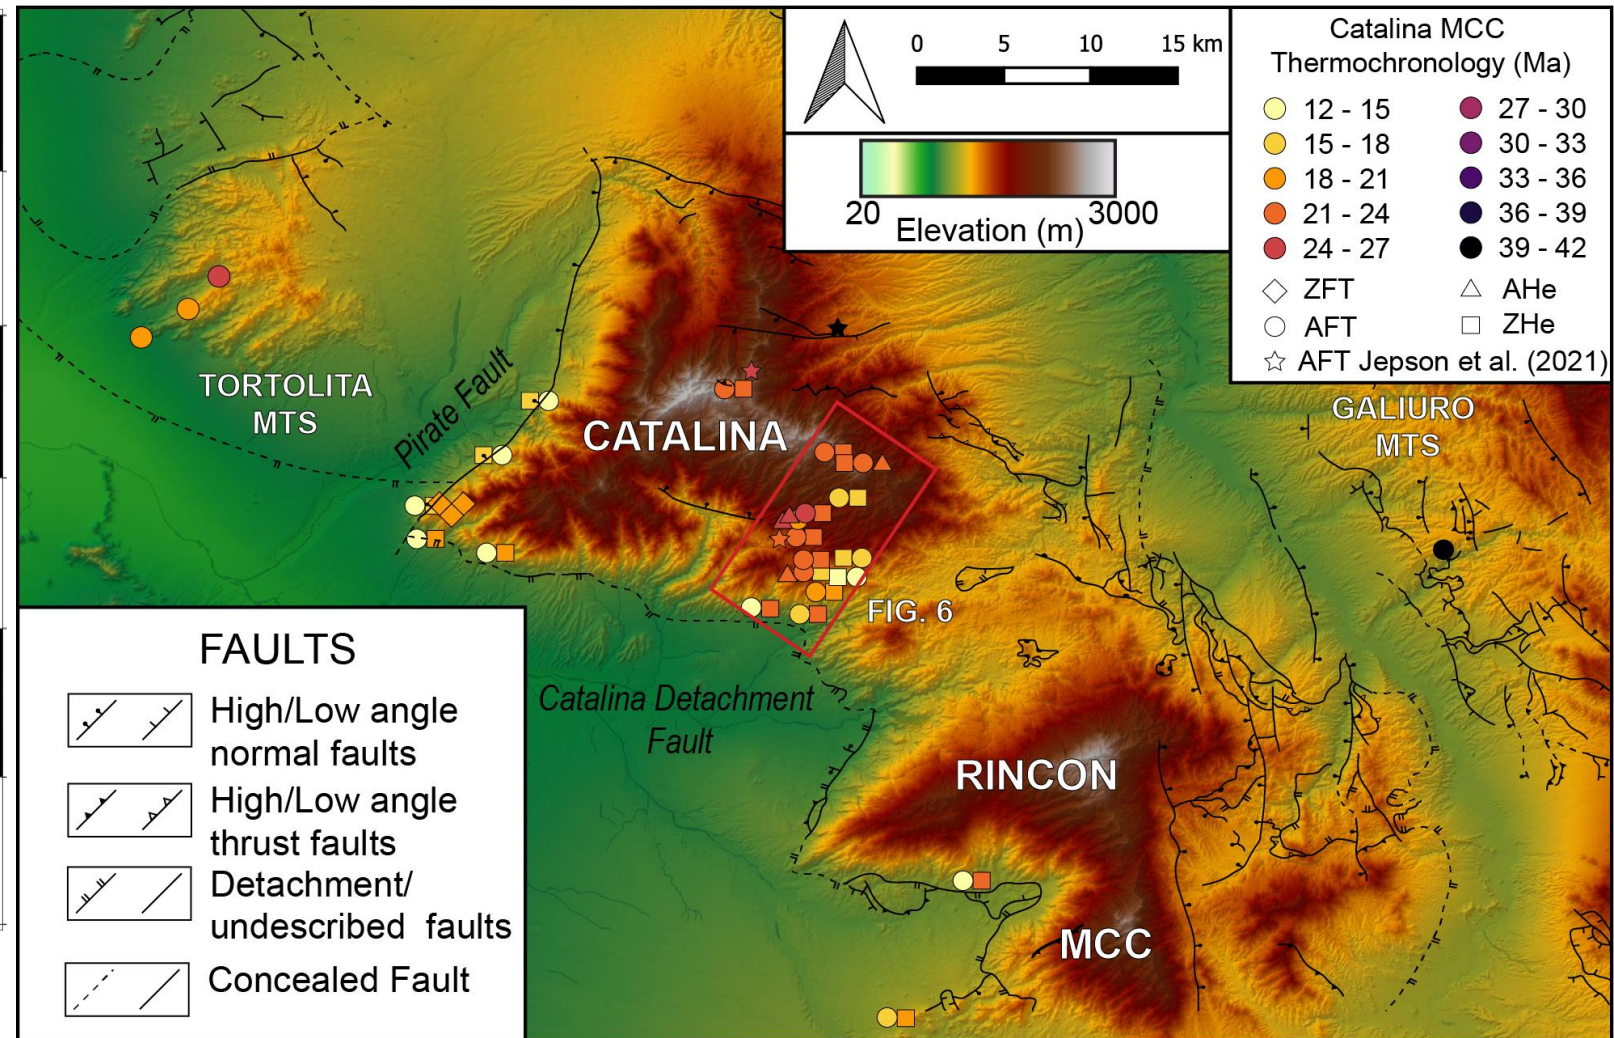 0 5 10 15 km
20 3000
Elevation (m)
Catalina MCC
Thermochronology (Ma)
12 - 15
15 - 18
18 - 21
21 - 24
24 - 27
27 - 30
30 - 33
33 - 36
36 - 39
39 - 42
ZFT
AFT
AHe
ZHe
AFT Jepson et al. (2021)
TORTOLITA
MTS
Pirate Fault
CATALINA
GALIURO
MTS
FIG. 6
Catalina Detachment
Fault
RINCON
MCC
FAULTS
High/Low angle
normal faults
High/Low angle
thrust faults
Detachment/
undescribed faults
Concealed Fault